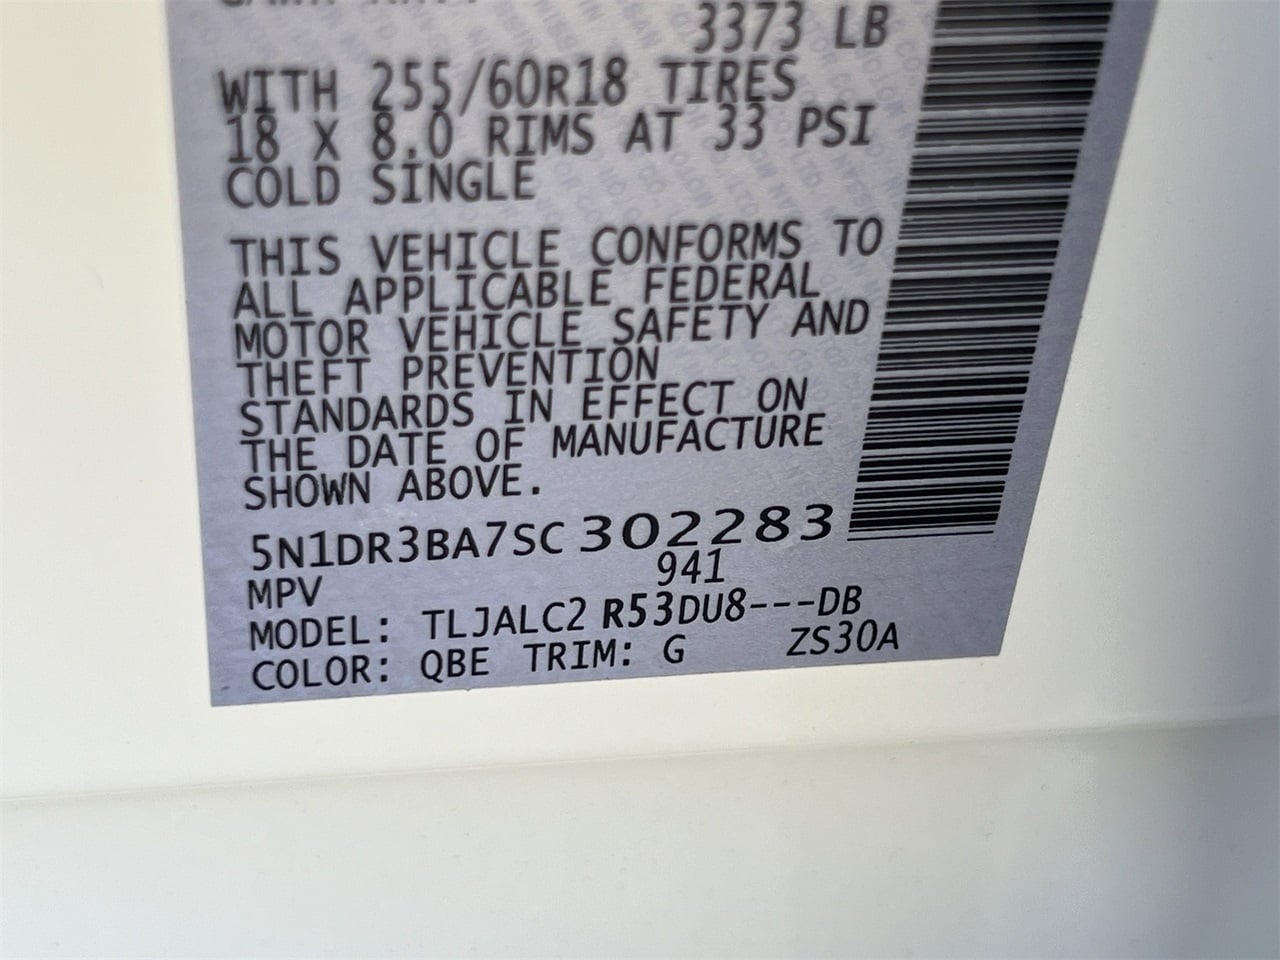 3373 LB
WITH 255/60R18 TIRES
18 X 8.0 RIMS AT 33 PSI
COLD SINGLE
THIS VEHICLE CONFORMS TO
ALL APPLICABLE FEDERAL
MOTOR VEHICLE SAFETY AND
THEFT PREVENTION
STANDARDS IN EFFECT ON
THE DATE OF MANUFACTURE
SHOWN ABOVE.
5N1DR3BA7SC302283
MPV 941
MODEL: TLJALC2 R53DU8---DB
COLOR: QBE TRIM: G ZS30A